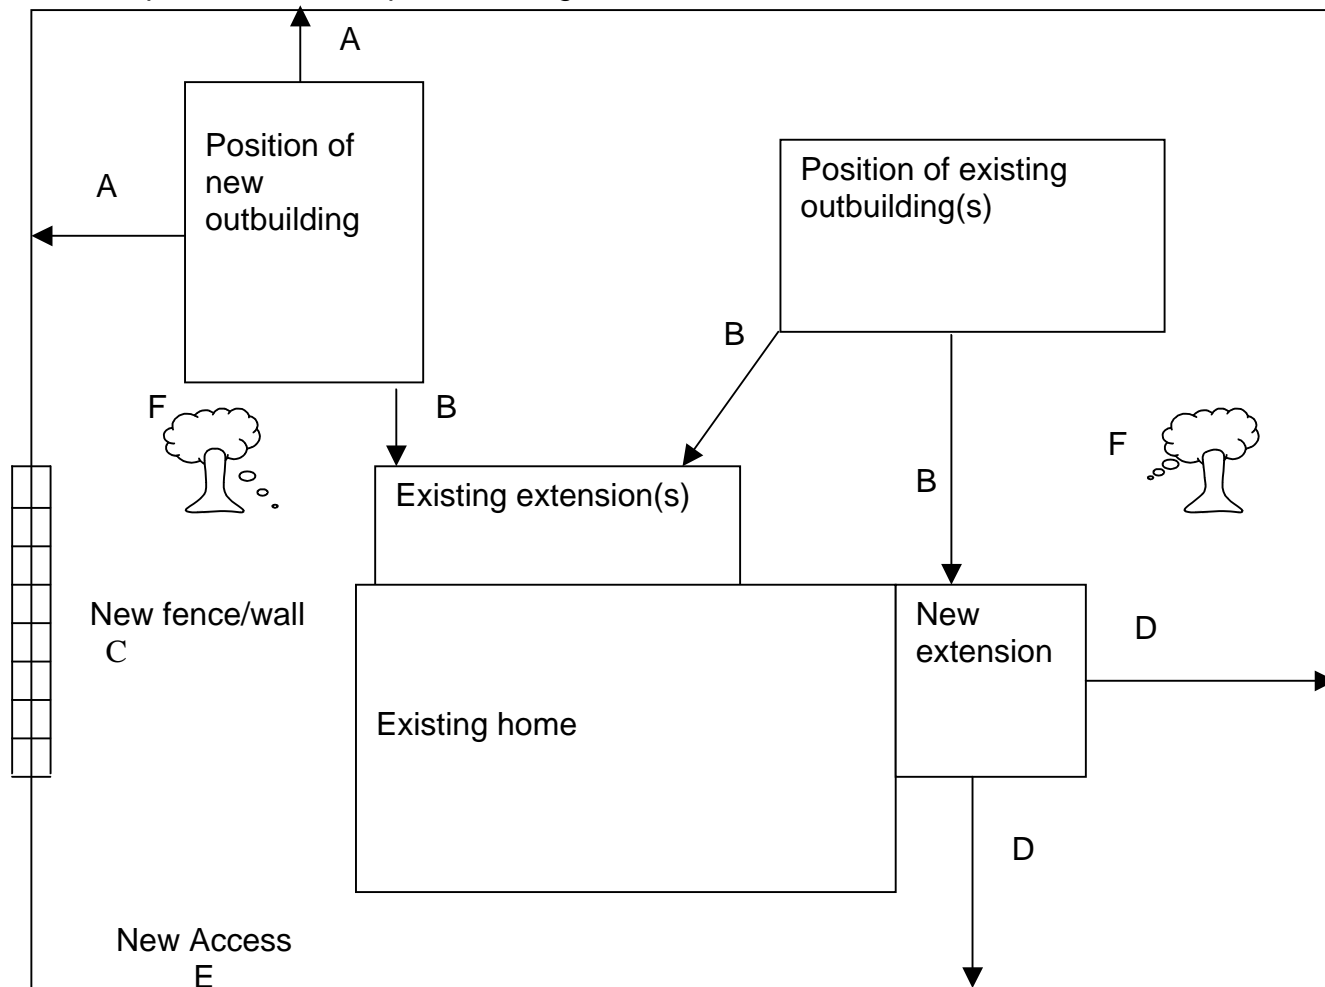 A
Position of
new
outbuilding
A
Position of existing
outbuilding(s)
B
F
B
F
Existing extension(s)
B
New fence/wall
C
New
extension
D
Existing home
D
New Access
E